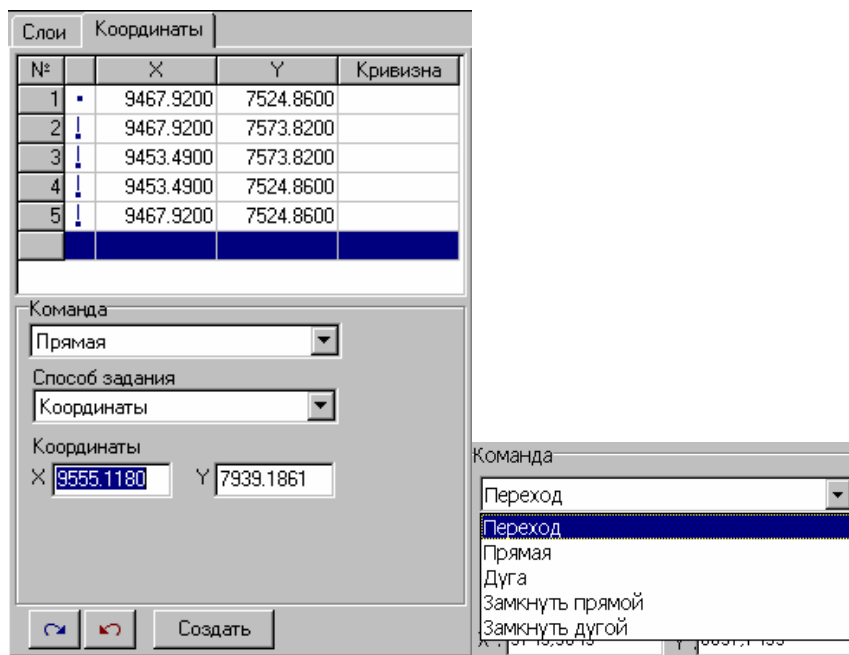 Слои Координаты
№ X Y Кривизна
1 9467.9200 7524.8600
2 9467.9200 7573.8200
3 9453.4900 7573.8200
4 9453.4900 7524.8600
5 9467.9200 7524.8600
Команда
Прямая
Способ задания
Координаты
Координаты
X 9555.1180 Y 7939.1861
Создать
Команда
Переход
Переход
Прямая
Дуга
Замкнуть прямой
Замкнуть дугой